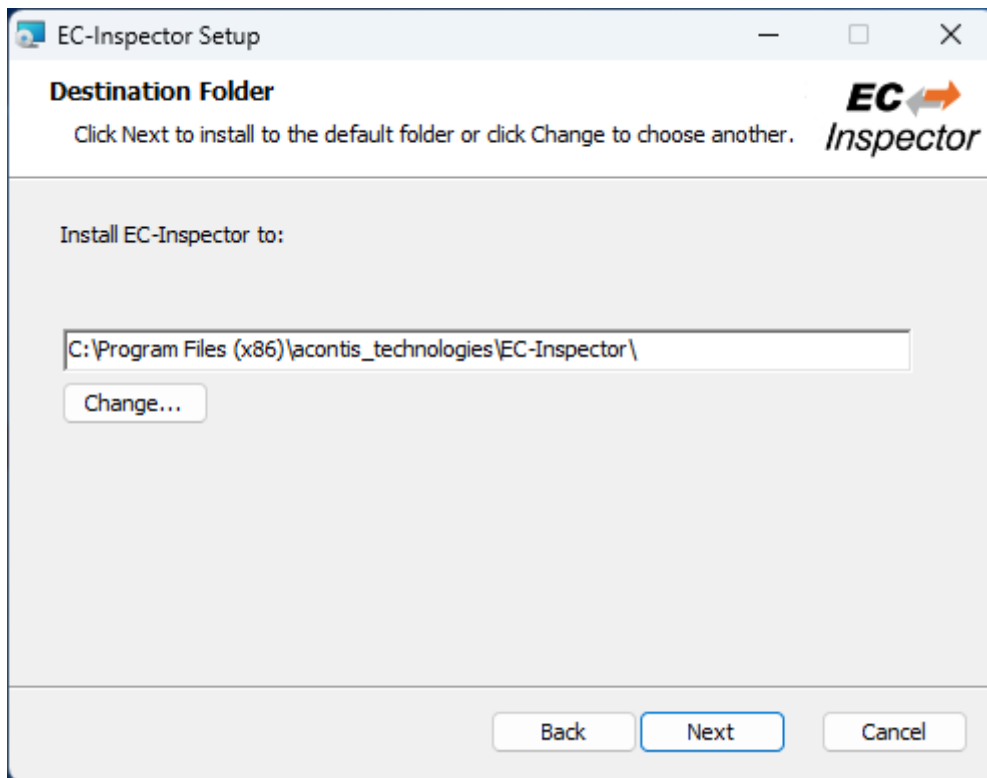 EC-Inspector Setup
Destination Folder
Click Next to install to the default folder or click Change to choose another.
EC
Inspector
Install EC-Inspector to:
C:\Program Files (x86)\acontis_technologies\EC-Inspector\
Change...
Back
Next
Cancel